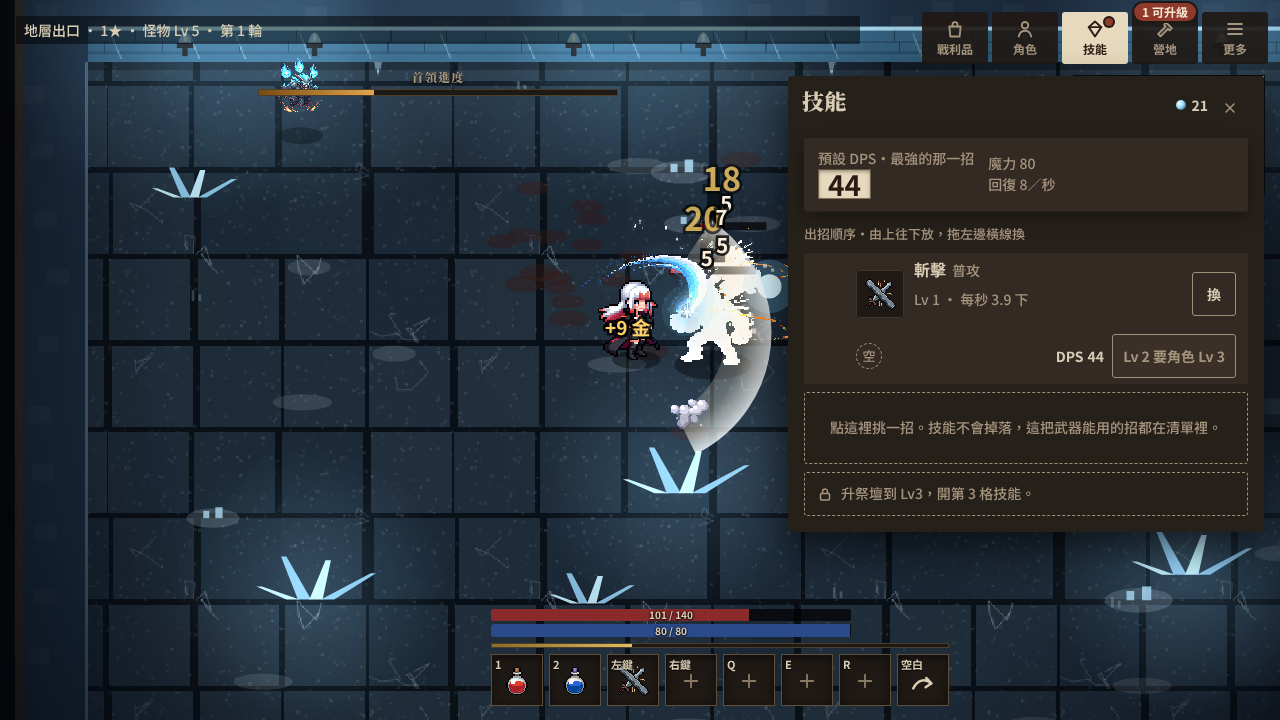 地層出口 • 1★ • 怪物 Lv 5 • 第 1 輪
1 可升級
戰利品
角色
技能
營地
更多
首領進度
技能
21
預設 DPS・最強的那一招
44
魔力 80
回復 8／秒
出招順序・由上往下放，拖左邊橫線換
斬擊 普攻
Lv 1 • 每秒 3.9 下
換
空
DPS 44
Lv 2 要角色 Lv 3
點這裡挑一招。技能不會掉落，這把武器能用的招都在清單裡。
升祭壇到 Lv3，開第 3 格技能。
18
5
20
7
5
5
+9 金
101 / 140
80 / 80
1
2
左鍵
右鍵
Q
E
R
空白